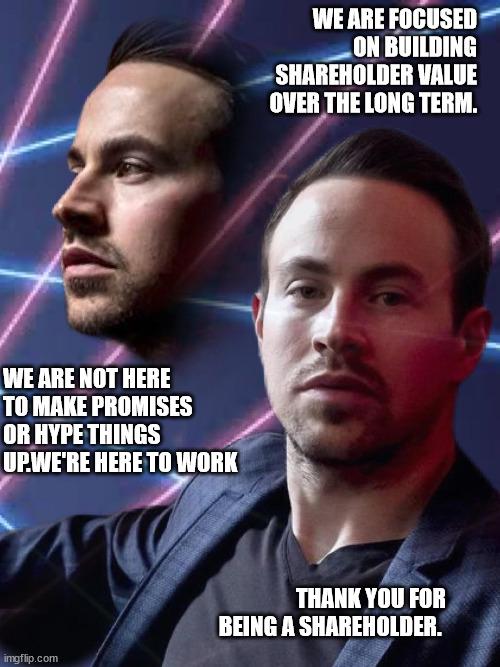 WE ARE FOCUSED
ON BUILDING
SHAREHOLDER VALUE
OVER THE LONG TERM.
WE ARE NOT HERE
TO MAKE PROMISES
OR HYPE THINGS
UP.WE'RE HERE TO WORK
THANK YOU FOR
BEING A SHAREHOLDER.
imgflip.com